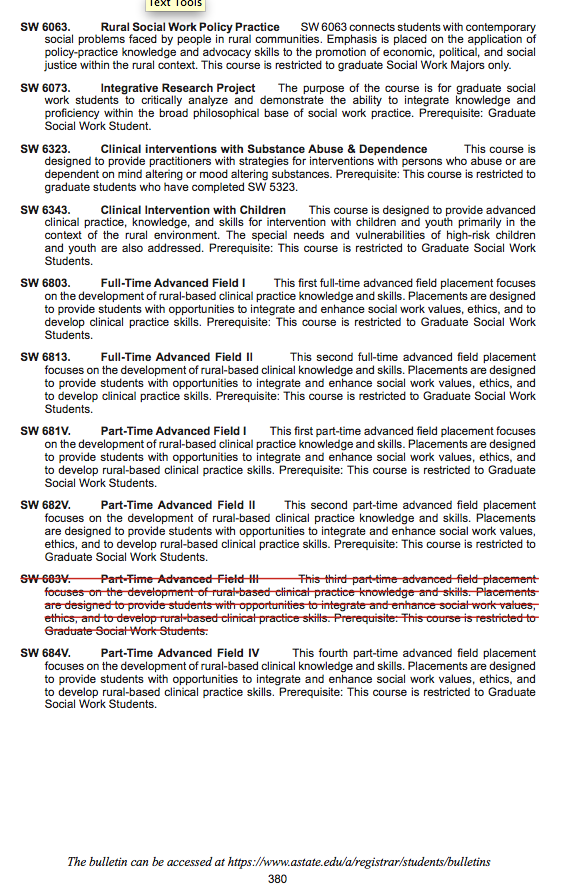 Text Tools
SW 6063. Rural Social Work Policy Practice SW 6063 connects students with contemporary
social problems faced by people in rural communities. Emphasis is placed on the application of
policy-practice knowledge and advocacy skills to the promotion of economic, political, and social
justice within the rural context. This course is restricted to graduate Social Work Majors only.
SW 6073. Integrative Research Project The purpose of the course is for graduate social
work students to critically analyze and demonstrate the ability to integrate knowledge and
proficiency within the broad philosophical base of social work practice. Prerequisite: Graduate
Social Work Student.
SW 6323. Clinical interventions with Substance Abuse & Dependence This course is
designed to provide practitioners with strategies for interventions with persons who abuse or are
dependent on mind altering or mood altering substances. Prerequisite: This course is restricted to
graduate students who have completed SW 5323.
SW 6343. Clinical Intervention with Children This course is designed to provide advanced
clinical practice, knowledge, and skills for intervention with children and youth primarily in the
context of the rural environment. The special needs and vulnerabilities of high-risk children
and youth are also addressed. Prerequisite: This course is restricted to Graduate Social Work
Students.
SW 6803. Full-Time Advanced Field I This first full-time advanced field placement focuses
on the development of rural-based clinical practice knowledge and skills. Placements are designed
to provide students with opportunities to integrate and enhance social work values, ethics, and to
develop clinical practice skills. Prerequisite: This course is restricted to Graduate Social Work
Students.
SW 6813. Full-Time Advanced Field II This second full-time advanced field placement
focuses on the development of rural-based clinical knowledge and skills. Placements are designed
to provide students with opportunities to integrate and enhance social work values, ethics, and
to develop clinical practice skills. Prerequisite: This course is restricted to Graduate Social Work
Students.
SW 681V. Part-Time Advanced Field I This first part-time advanced field placement focuses
on the development of rural-based clinical practice knowledge and skills. Placements are designed
to provide students with opportunities to integrate and enhance social work values, ethics, and
to develop rural-based clinical practice skills. Prerequisite: This course is restricted to Graduate
Social Work Students.
SW 682V. Part-Time Advanced Field II This second part-time advanced field placement
focuses on the development of rural-based clinical practice knowledge and skills. Placements
are designed to provide students with opportunities to integrate and enhance social work values,
ethics, and to develop rural-based clinical practice skills. Prerequisite: This course is restricted to
Graduate Social Work Students.
SW 683V. Part-Time Advanced Field III This third part-time advanced field placement
focuses on the development of rural-based clinical practice knowledge and skills. Placements
are designed to provide students with opportunities to integrate and enhance social work values,
ethics, and to develop rural-based clinical practice skills. Prerequisite: This course is restricted to
Graduate Social Work Students.
SW 684V. Part-Time Advanced Field IV This fourth part-time advanced field placement
focuses on the development of rural-based clinical knowledge and skills. Placements are designed
to provide students with opportunities to integrate and enhance social work values, ethics, and
to develop rural-based clinical practice skills. Prerequisite: This course is restricted to Graduate
Social Work Students.
The bulletin can be accessed at https://www.astate.edu/a/registrar/students/bulletins
380